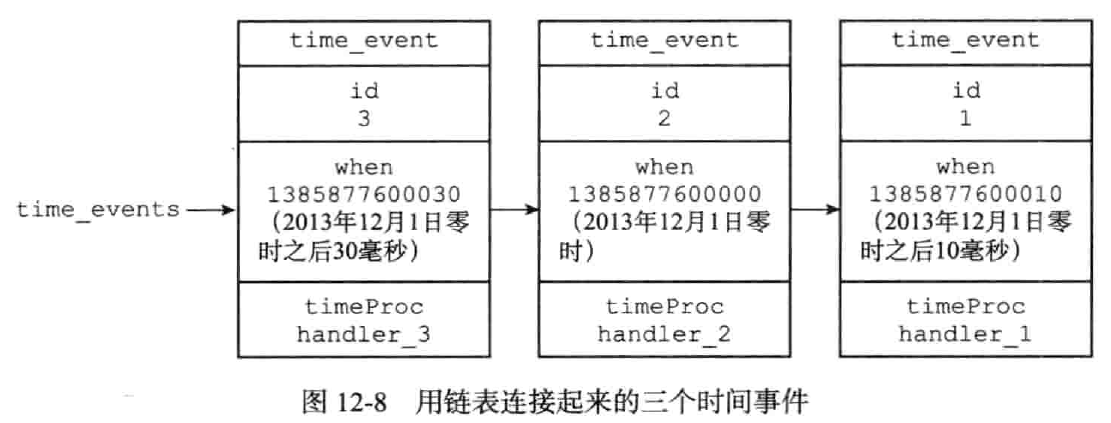 time_events
time_event
id
3
when
1385877600030
（2013年12月1日零
时之后30毫秒）
timeProc
handler_3
time_event
id
2
when
1385877600000
（2013年12月1日零
时）
timeProc
handler_2
time_event
id
1
when
1385877600010
（2013年12月1日零
时之后10毫秒）
timeProc
handler_1
图 12-8 用链表连接起来的三个时间事件